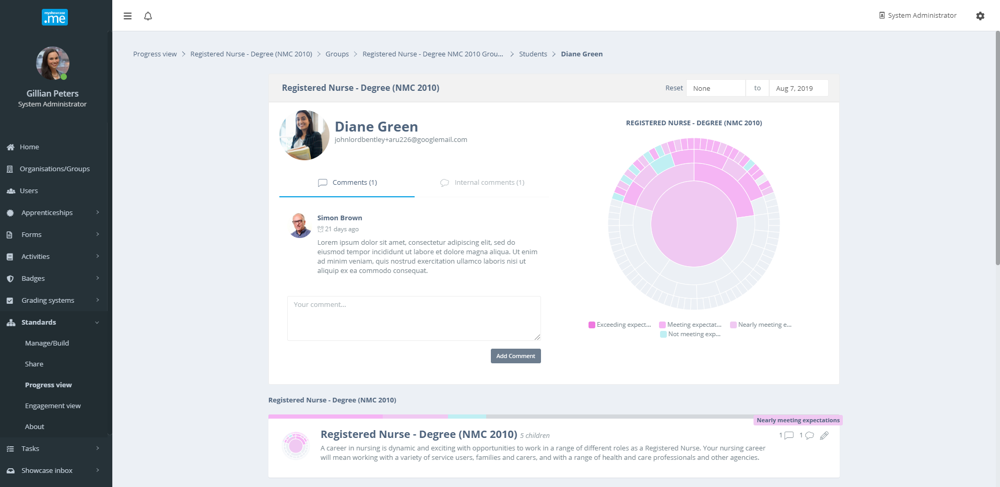 myshowcase
.me
System Administrator
Gillian Peters
System Administrator
Home
Organisations/Groups
Users
Apprenticeships
Forms
Activities
Badges
Grading systems
Standards
Manage/Build
Share
Progress view
Engagement view
About
Tasks
Showcase inbox
Progress view > Registered Nurse - Degree (NMC 2010) > Groups > Registered Nurse - Degree NMC 2010 Grou... > Students > Diane Green
Registered Nurse - Degree (NMC 2010)
Reset None to Aug 7, 2019
Diane Green
johnlordbentley+aru226@googlemail.com
Comments (1)
Internal comments (1)
Simon Brown
21 days ago
Lorem ipsum dolor sit amet, consectetur adipiscing elit, sed do
eiusmod tempor incididunt ut labore et dolore magna aliqua. Ut enim
ad minim veniam, quis nostrud exercitation ullamco laboris nisi ut
aliquip ex ea commodo consequat.
Your comment...
Add Comment
REGISTERED NURSE - DEGREE (NMC 2010)
Exceeding expect... Meeting expectat... Nearly meeting e...
Not meeting exp...
Registered Nurse - Degree (NMC 2010)
Nearly meeting expectations
Registered Nurse - Degree (NMC 2010) 5 children
1 1
A career in nursing is dynamic and exciting with opportunities to work in a range of different roles as a Registered Nurse. Your nursing career
will mean working with a variety of service users, families and carers, and with a range of health and care professionals and other agencies.